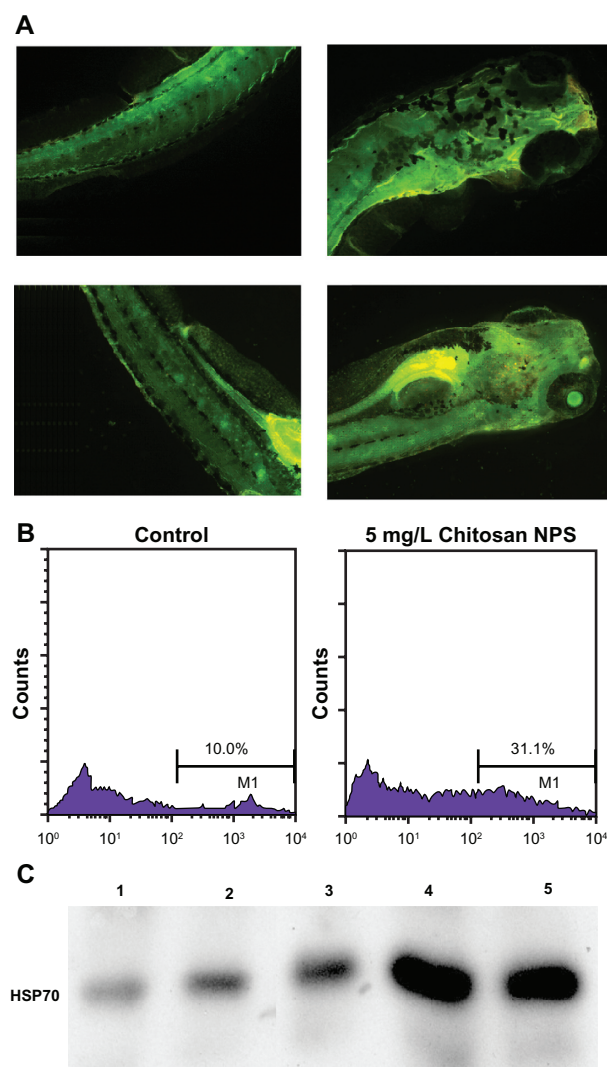 A
B
Control
5 mg/L Chitosan NPS
Counts
10.0%
M1
10⁰ 10¹ 10² 10³ 10⁴
Counts
31.1%
M1
10⁰ 10¹ 10² 10³ 10⁴
C
1 2 3 4 5
HSP70